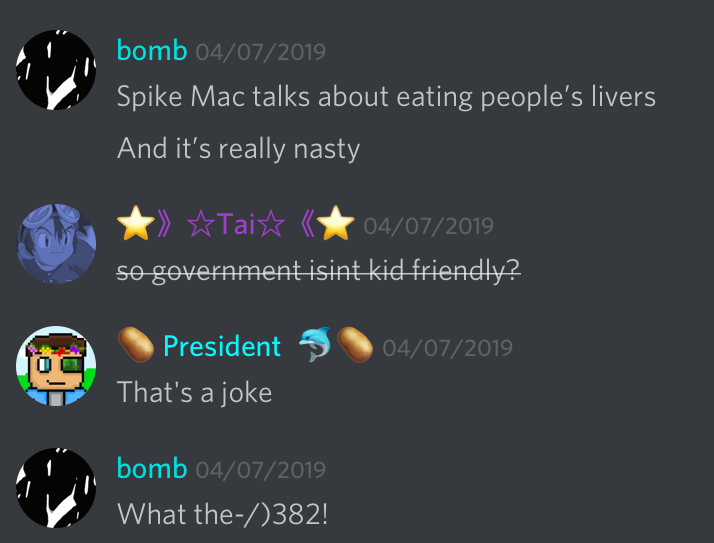 bomb 04/07/2019
Spike Mac talks about eating people’s livers
And it’s really nasty
⭐》☆Tai☆《⭐ 04/07/2019
so government isint kid friendly?
🥔 President 🐬🥔 04/07/2019
That's a joke
bomb 04/07/2019
What the-/)382!